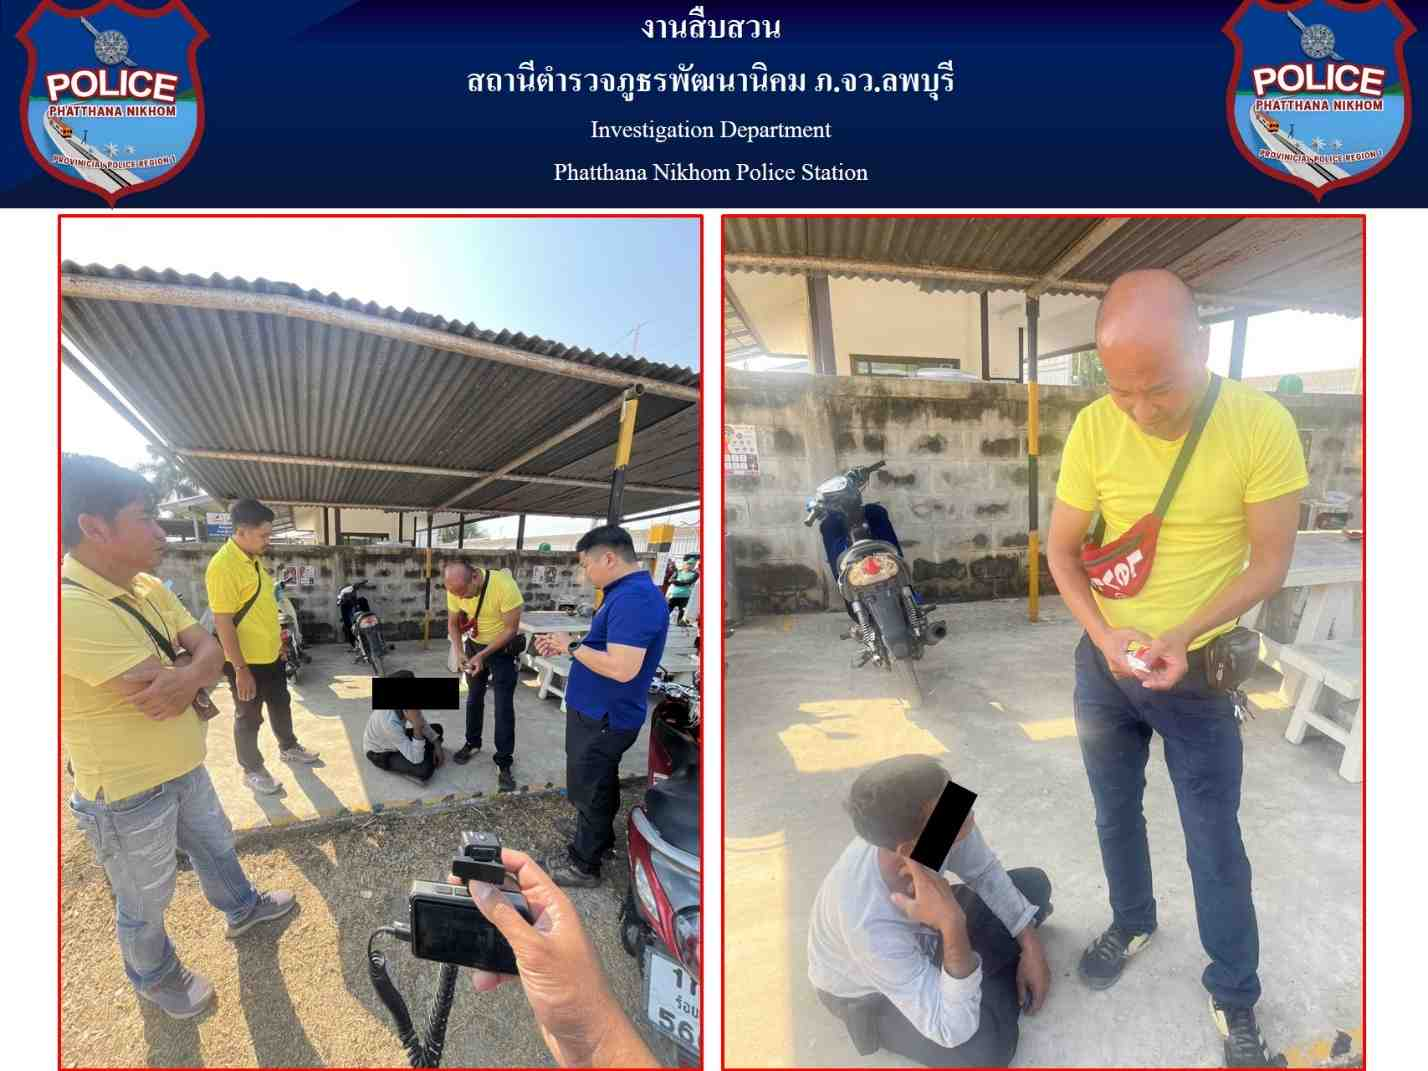 งานสืบสวน
สถานีตำรวจภูธรพัฒนานิคม ภ.จว.ลพบุรี
Investigation Department
Phatthana Nikhom Police Station
POLICE
PHATTHANA NIKHOM
PROVINCIAL POLICE REGION 1
POLICE
PHATTHANA NIKHOM
PROVINCIAL POLICE REGION 1